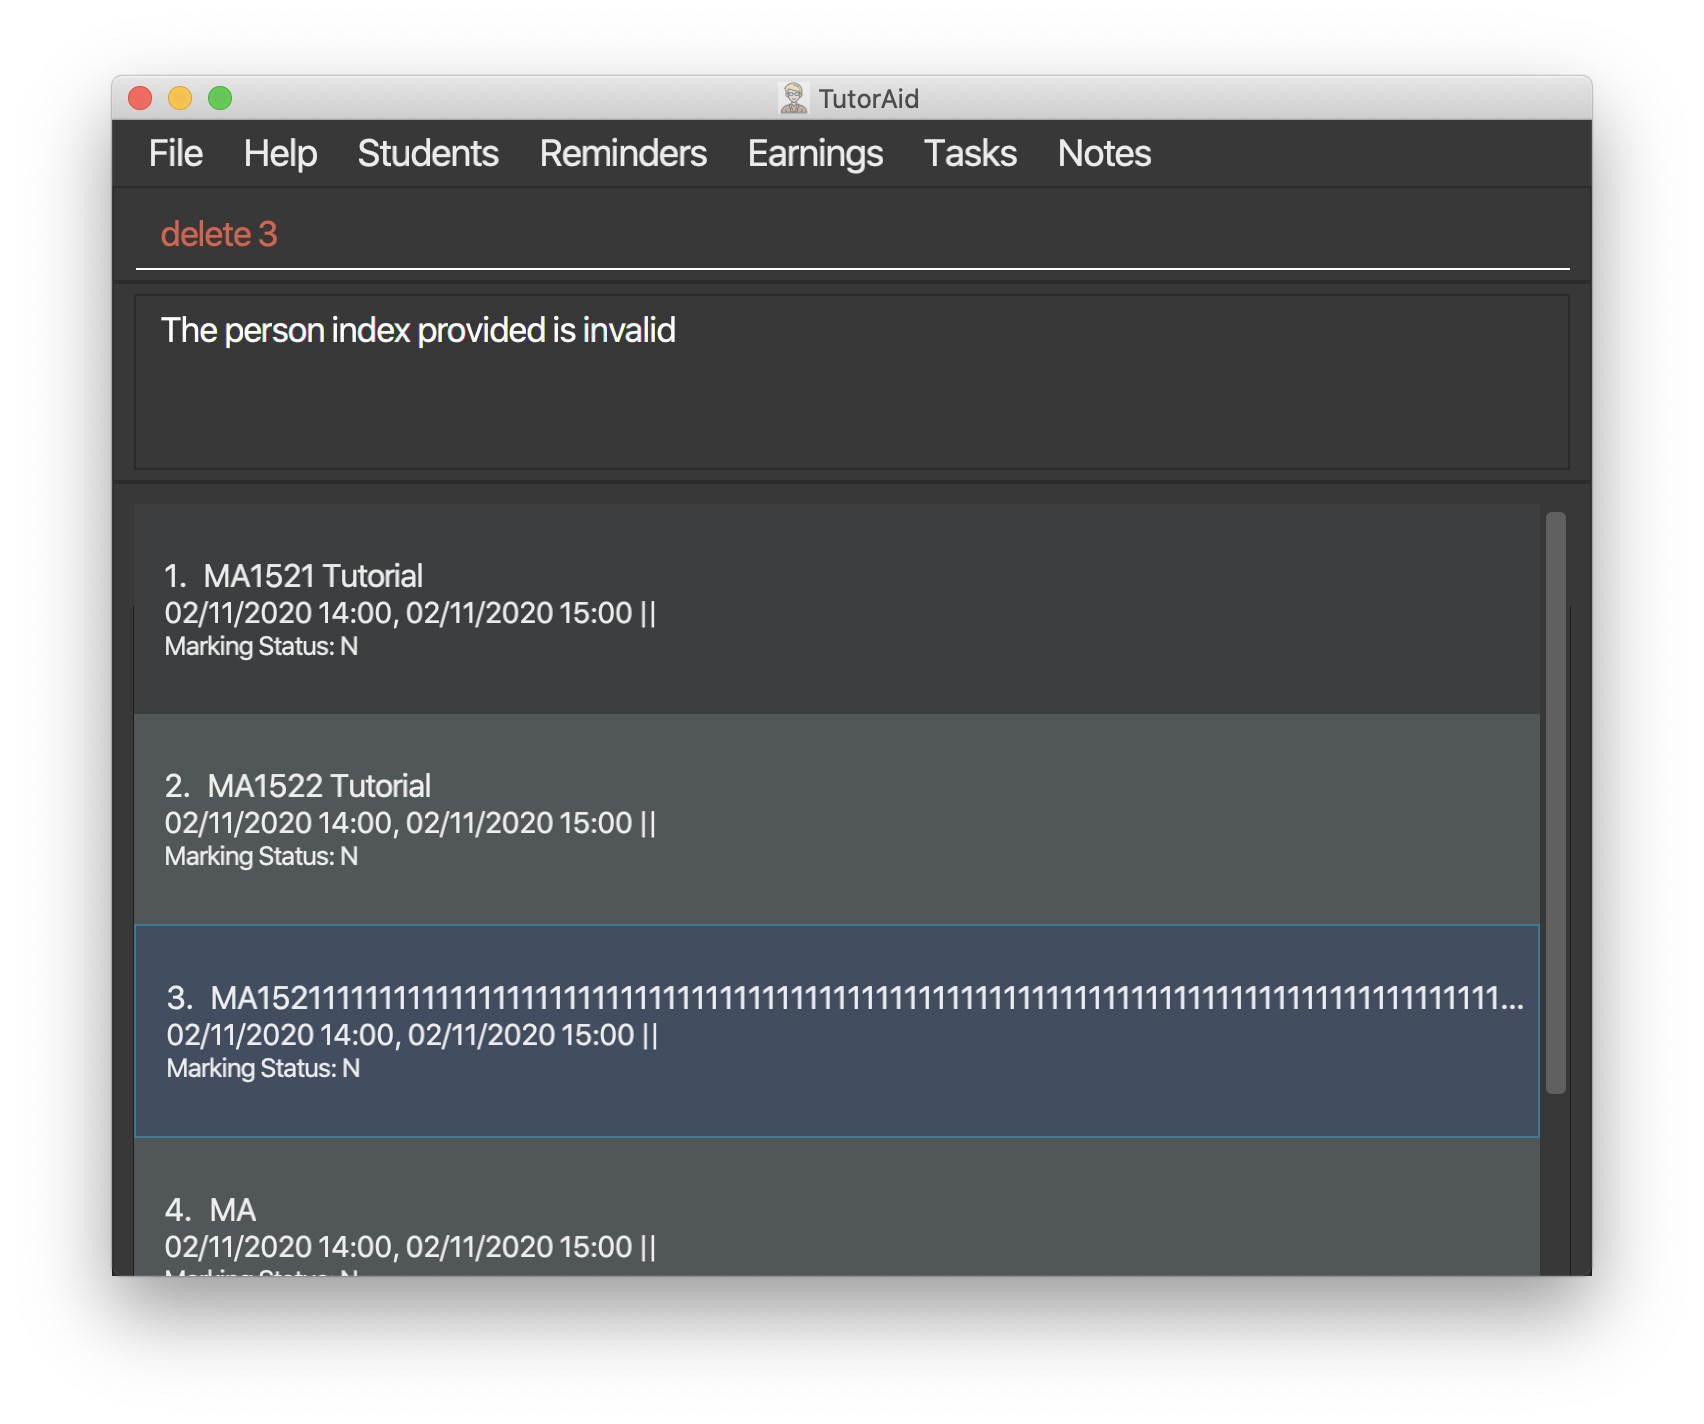 TutorAid
File Help Students Reminders Earnings Tasks Notes
delete 3
The person index provided is invalid
1. MA1521 Tutorial
02/11/2020 14:00, 02/11/2020 15:00 ||
Marking Status: N
2. MA1522 Tutorial
02/11/2020 14:00, 02/11/2020 15:00 ||
Marking Status: N
3. MA15211111111111111111111111111111111111111111111111111111111111111111111111111111111111...
02/11/2020 14:00, 02/11/2020 15:00 ||
Marking Status: N
4. MA
02/11/2020 14:00, 02/11/2020 15:00 ||
Marking Status: N